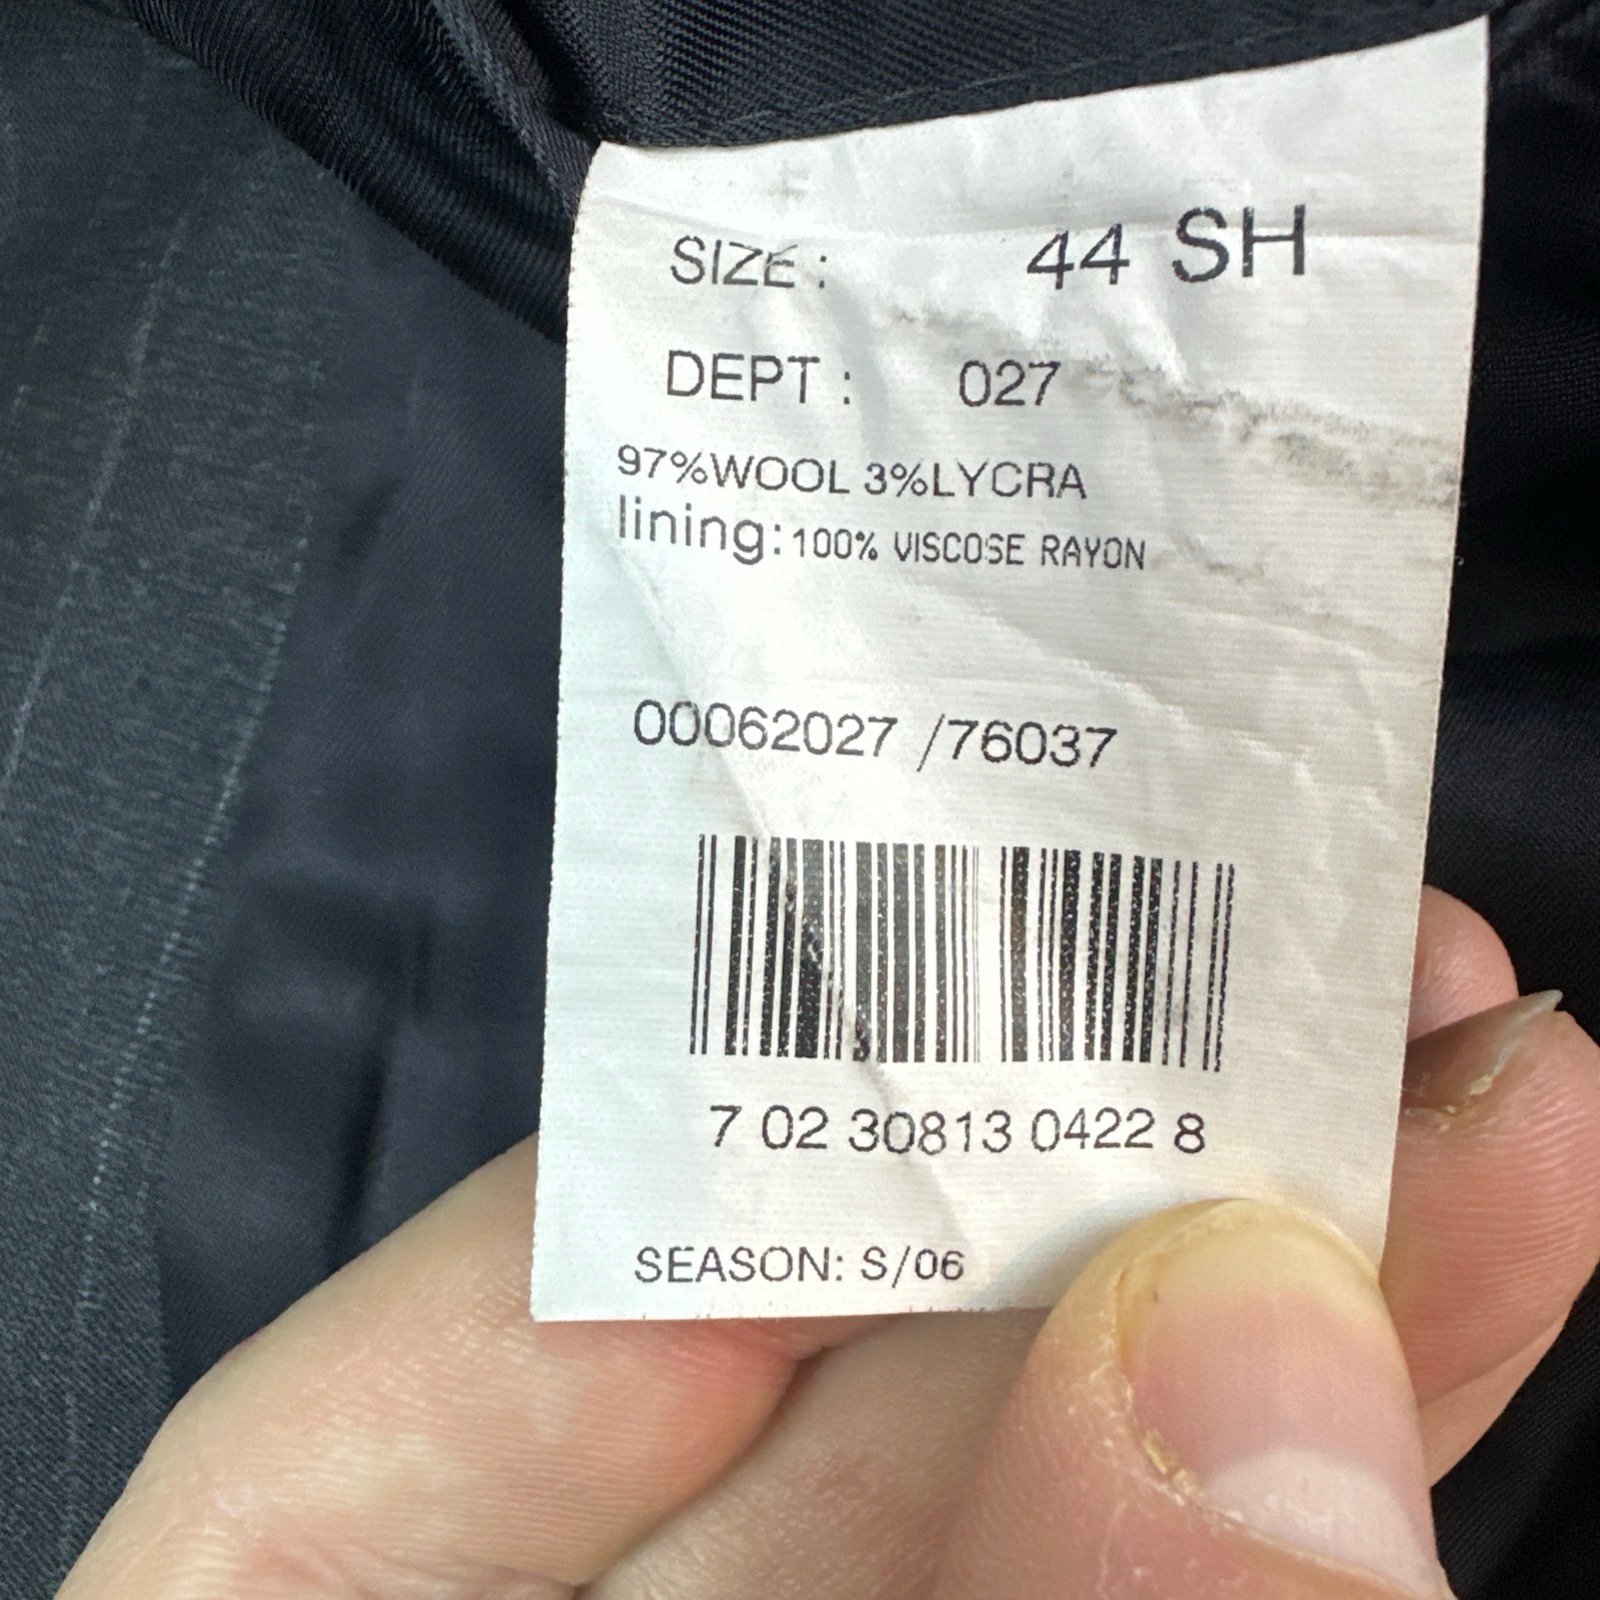 SIZE : 44 SH
DEPT : 027
97%WOOL 3%LYCRA
lining:100% VISCOSE RAYON
00062027 /76037
7 02 30813 0422 8
SEASON: S/06